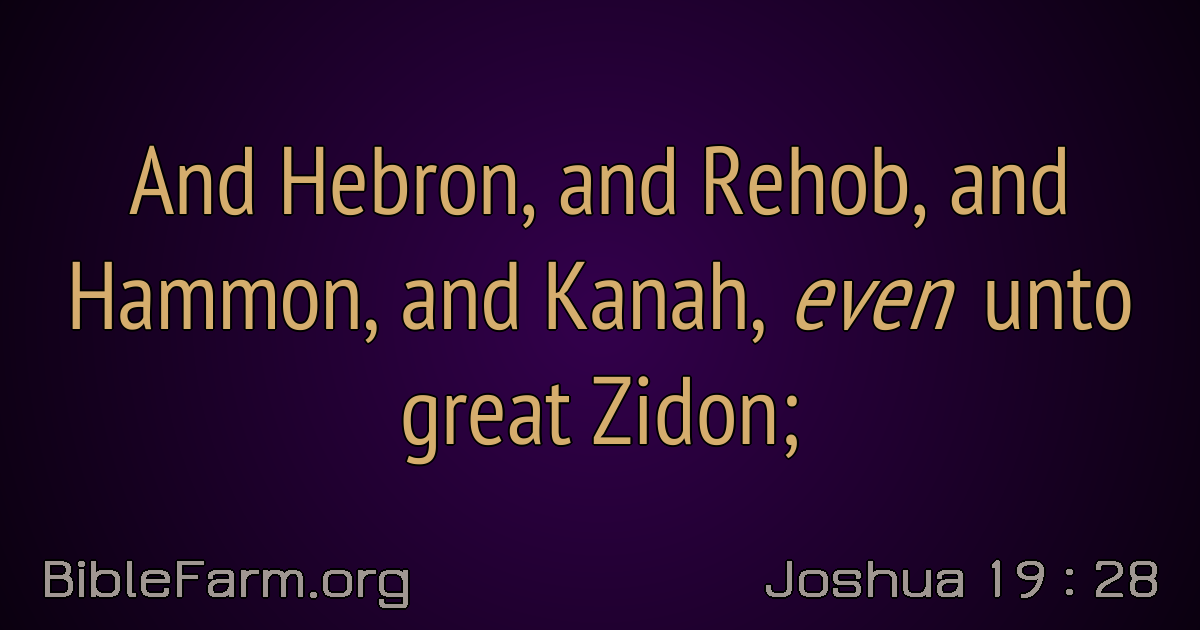 And Hebron, and Rehob, and
Hammon, and Kanah, even unto
great Zidon;
BibleFarm.org
Joshua 19 : 28